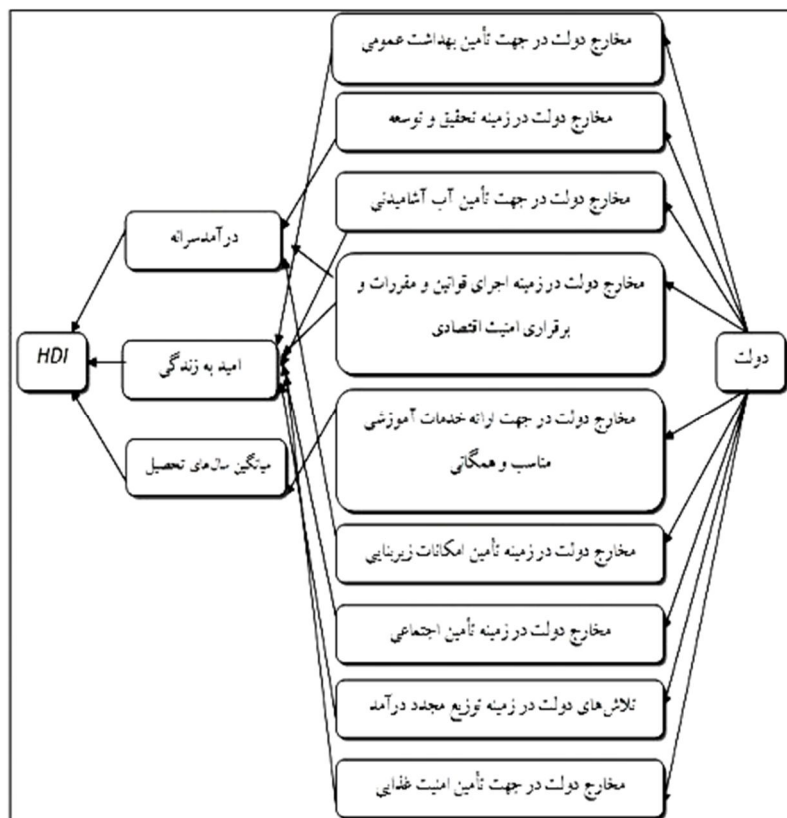 دولت
مخارج دولت در جهت تأمین بهداشت عمومی
مخارج دولت در زمینه تحقیق و توسعه
مخارج دولت در جهت تأمین آب آشامیدنی
مخارج دولت در زمینه اجرای قوانین و مقررات و
برقراری امنیت اقتصادی
مخارج دولت در جهت ارائه خدمات آموزشی
مناسب و همگانی
مخارج دولت در زمینه تأمین امکانات زیربنایی
مخارج دولت در زمینه تأمین اجتماعی
تلاش‌های دولت در زمینه توزیع مجدد درآمد
مخارج دولت در جهت تأمین امنیت غذایی
درآمدسرانه
امید به زندگی
میانگین سال‌های تحصیل
HDI